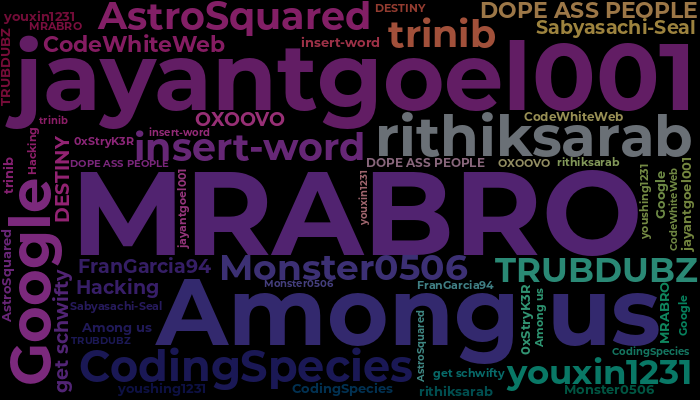 youxin1231
AstroSquared
DESTINY
DOPE ASS PEOPLE
MRABRO
trinib
Sabyasachi-Seal
TRUBDUBZ
CodeWhiteWeb
insert-word
jayantgoel001
OXOOVO
CodeWhiteWeb
trinib
insert-word
rithiksarab
Hacking
0xStryK3R
insert-word
DESTINY
trinib
DOPE ASS PEOPLE
DOPE ASS PEOPLE
OXOOVO
rithiksarab
jayantgoel001
youxin1231
MRABRO
youshing1231
Google
CodeWhiteWeb
jayantgoel001
Google
AstroSquared
FranGarcia94
Monster0506
TRUBDUBZ
get schwifty
Hacking
Monster0506
FranGarcia94
Sabyasachi-Seal
Among us
0xStryK3R
Among us
MRABRO
Google
Among us
TRUBDUBZ
AstroSquared
CodingSpecies
CodingSpecies
get schwifty
youxin1231
youshing1231
CodingSpecies
rithiksarab
Monster0506